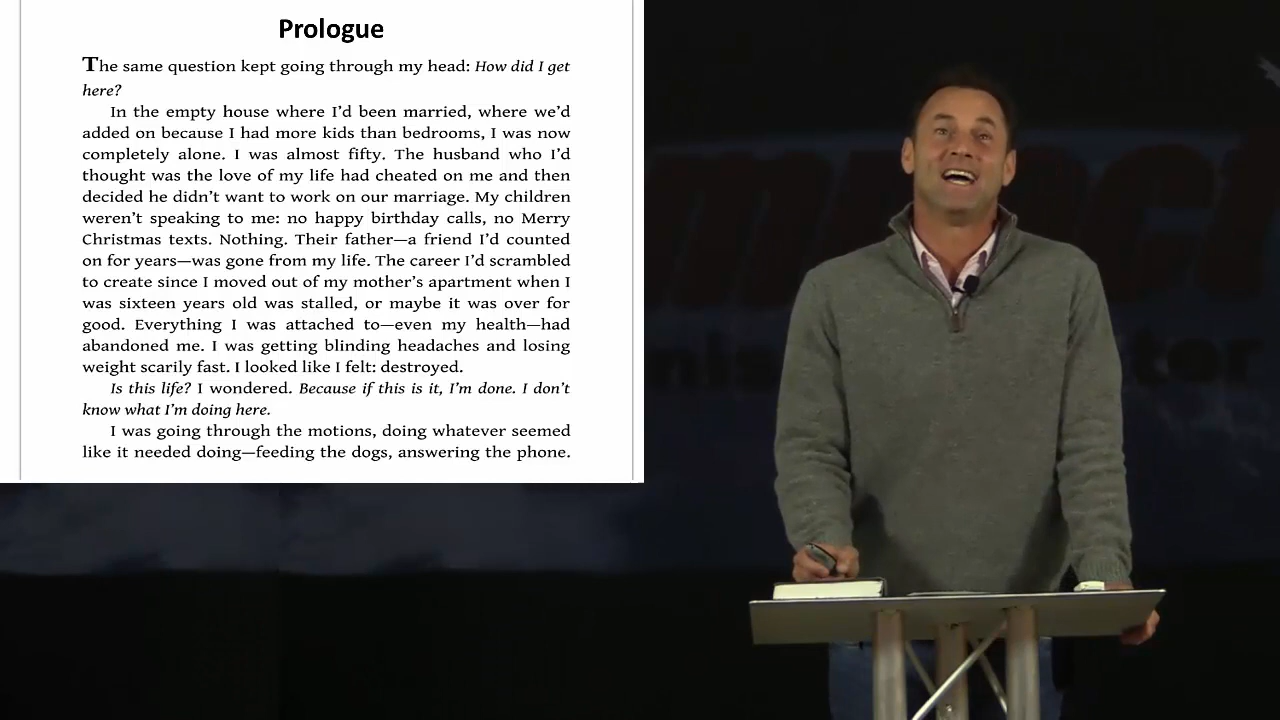 Prologue
The same question kept going through my head: How did I get
here?
In the empty house where I’d been married, where we’d
added on because I had more kids than bedrooms, I was now
completely alone. I was almost fifty. The husband who I’d
thought was the love of my life had cheated on me and then
decided he didn’t want to work on our marriage. My children
weren’t speaking to me: no happy birthday calls, no Merry
Christmas texts. Nothing. Their father—a friend I’d counted
on for years—was gone from my life. The career I’d scrambled
to create since I moved out of my mother’s apartment when I
was sixteen years old was stalled, or maybe it was over for
good. Everything I was attached to—even my health—had
abandoned me. I was getting blinding headaches and losing
weight scarily fast. I looked like I felt: destroyed.
Is this life? I wondered. Because if this is it, I’m done. I don’t
know what I’m doing here.
I was going through the motions, doing whatever seemed
like it needed doing—feeding the dogs, answering the phone.